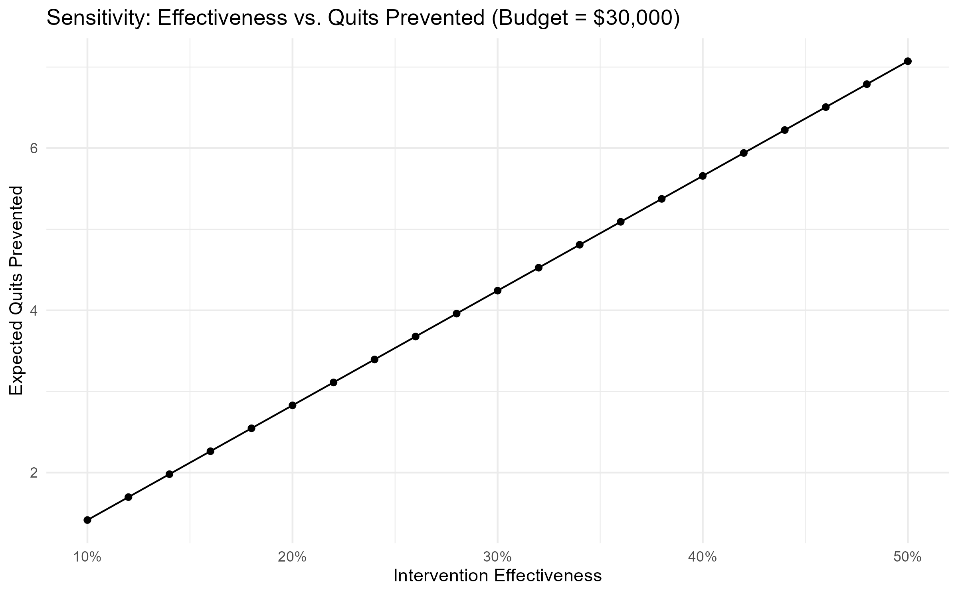 Sensitivity: Effectiveness vs. Quits Prevented (Budget = $30,000)
Expected Quits Prevented
6
4
2
10% 20% 30% 40% 50%
Intervention Effectiveness